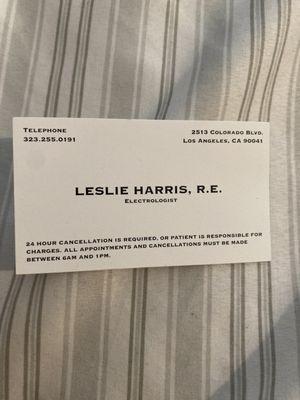 TELEPHONE
323.255.0191
2513 COLORADO BLVD.
LOS ANGELES, CA 90041
LESLIE HARRIS, R.E.
ELECTROLOGIST
24 HOUR CANCELLATION IS REQUIRED, OR PATIENT IS RESPONSIBLE FOR
CHARGES. ALL APPOINTMENTS AND CANCELLATIONS MUST BE MADE
BETWEEN 6AM AND 1PM.